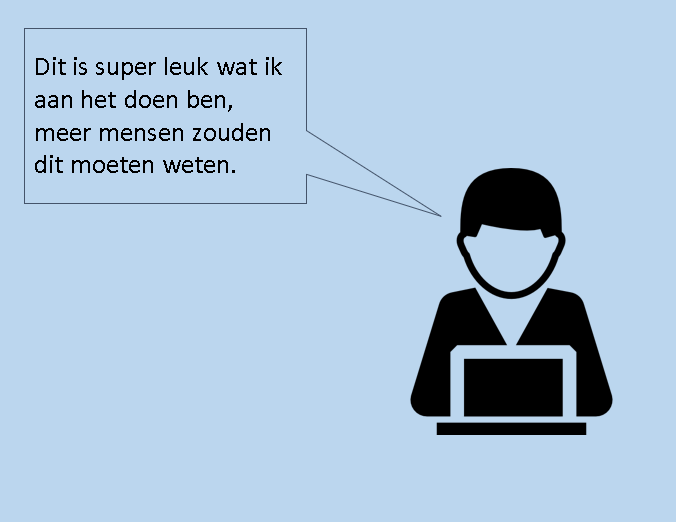 Dit is super leuk wat ik
aan het doen ben,
meer mensen zouden
dit moeten weten.